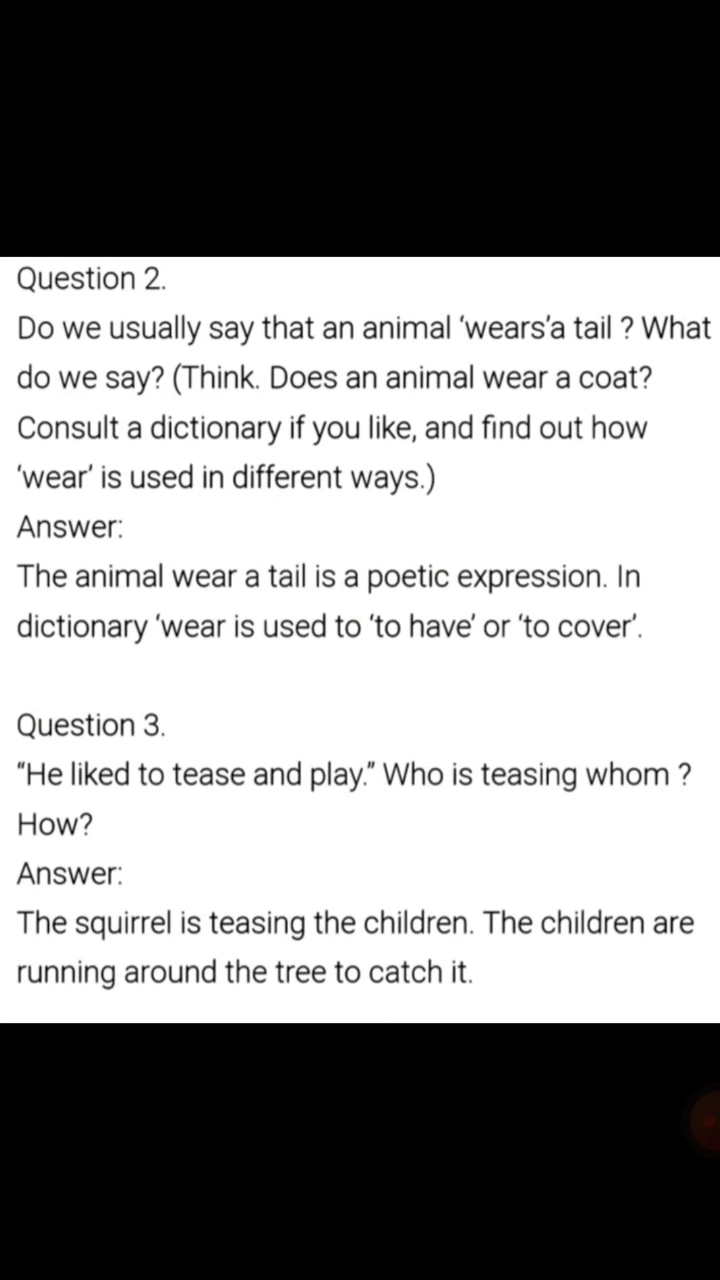 Question 2.
Do we usually say that an animal ‘wears’a tail ? What
do we say? (Think. Does an animal wear a coat?
Consult a dictionary if you like, and find out how
‘wear’ is used in different ways.)
Answer:
The animal wear a tail is a poetic expression. In
dictionary ‘wear is used to ‘to have’ or ‘to cover’.
Question 3.
“He liked to tease and play.” Who is teasing whom ?
How?
Answer:
The squirrel is teasing the children. The children are
running around the tree to catch it.